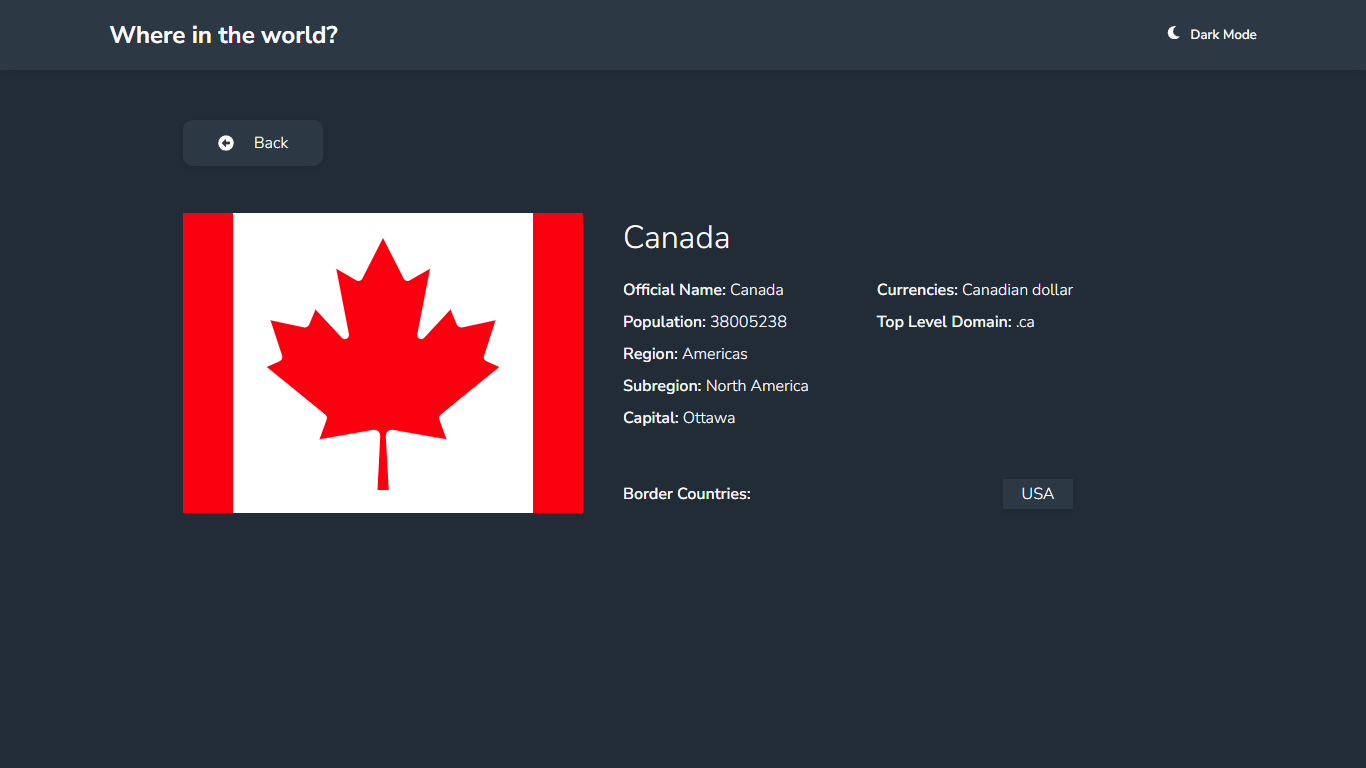 Where in the world?
Dark Mode
Back
Canada
Official Name: Canada
Population: 38005238
Region: Americas
Subregion: North America
Capital: Ottawa
Currencies: Canadian dollar
Top Level Domain: .ca
Border Countries:
USA